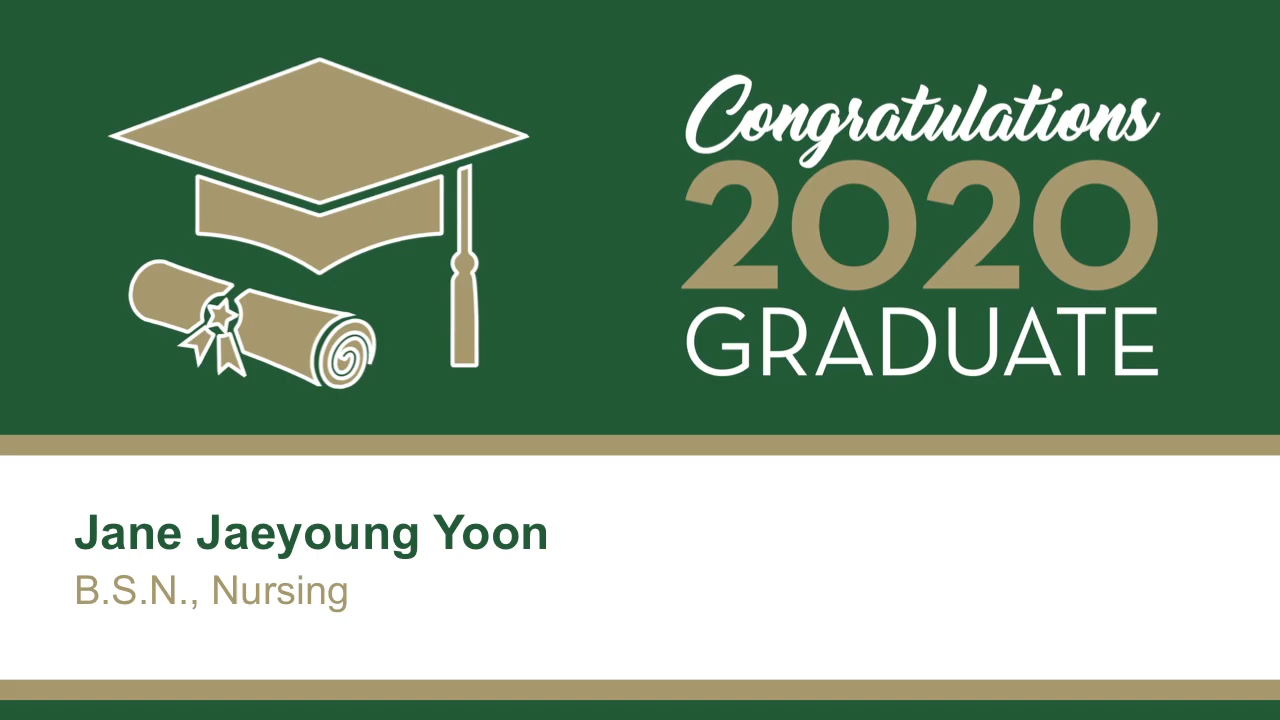 Congratulations
2020
GRADUATE
Jane Jaeyoung Yoon
B.S.N., Nursing